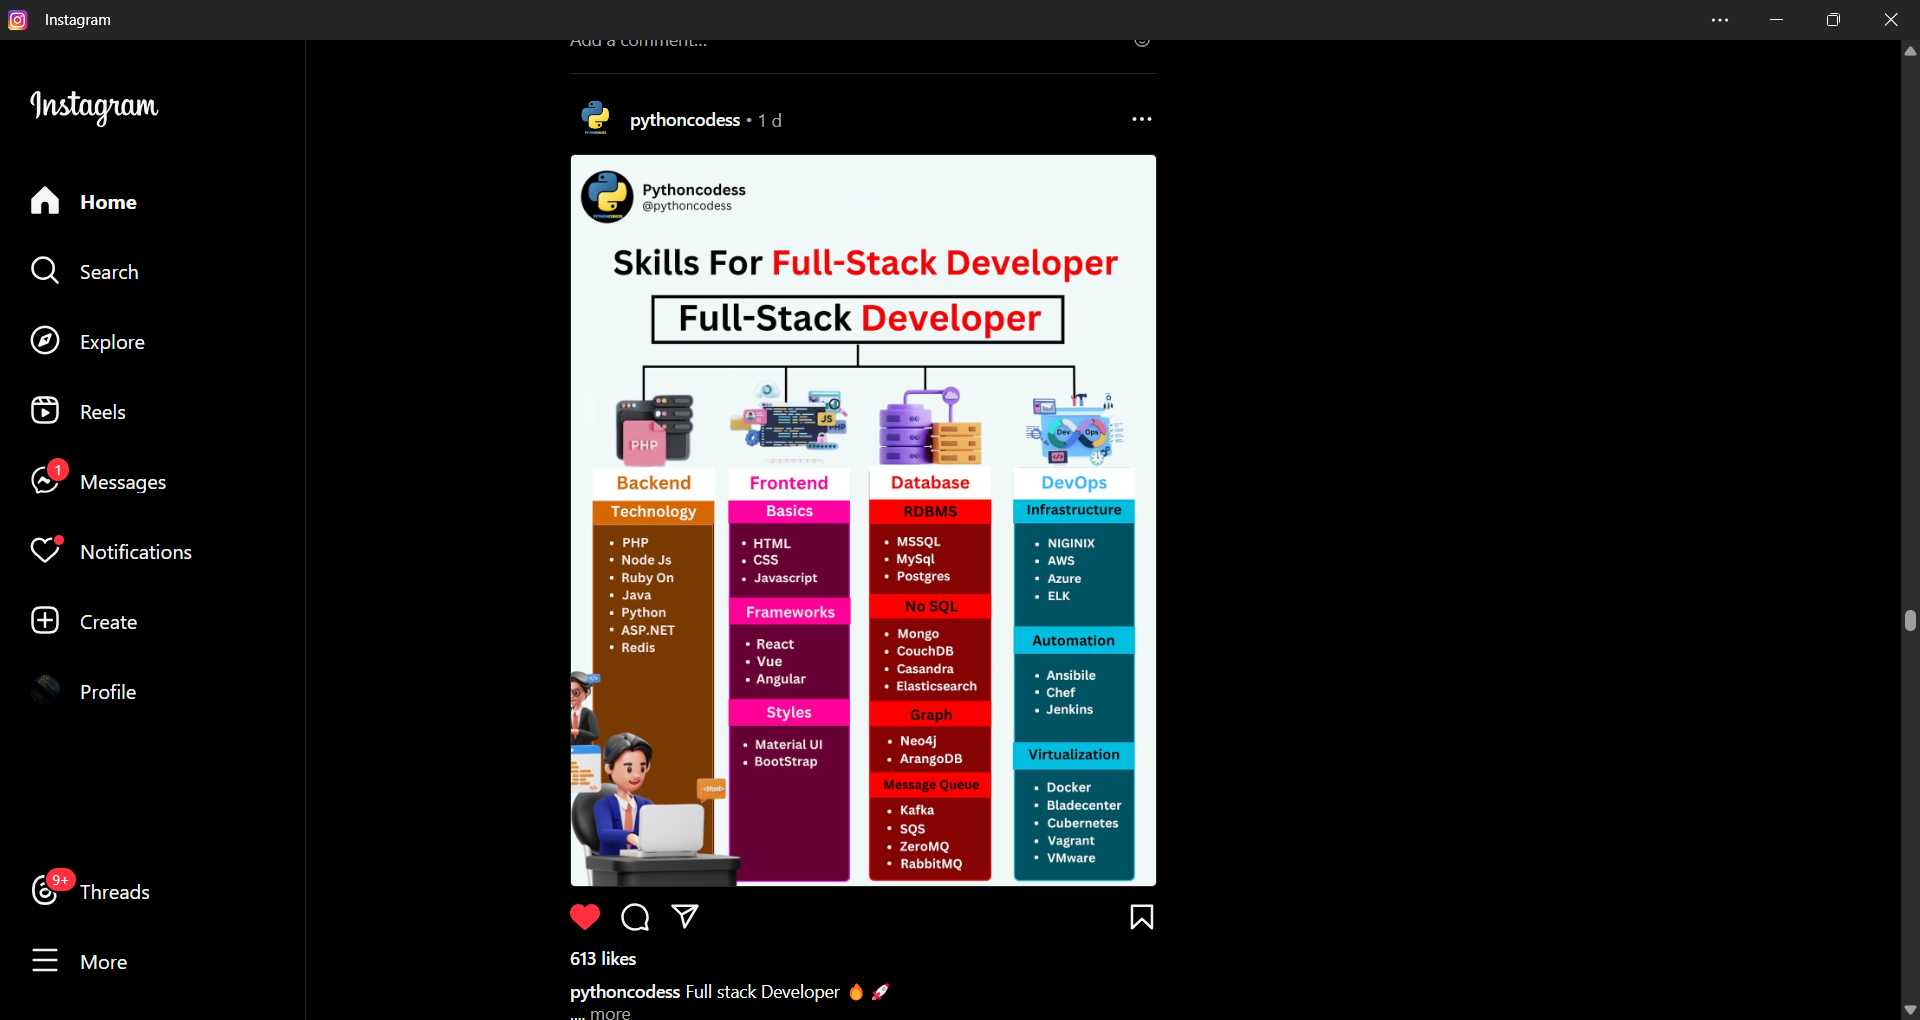 Instagram
Add a comment...
Instagram
Home
Search
Explore
Reels
1
Messages
Notifications
Create
Profile
9+
Threads
More
pythoncodess • 1 d
Pythoncodess
@pythoncodess
Skills For Full-Stack Developer
Full-Stack Developer
PHP
JS
PHP
Dev Ops
</>
Backend
Technology
• PHP
• Node Js
• Ruby On
• Java
• Python
• ASP.NET
• Redis
</>
<Html>
Frontend
Basics
• HTML
• CSS
• Javascript
Frameworks
• React
• Vue
• Angular
Styles
• Material UI
• BootStrap
Database
RDBMS
• MSSQL
• MySql
• Postgres
No SQL
• Mongo
• CouchDB
• Casandra
• Elasticsearch
Graph
• Neo4j
• ArangoDB
Message Queue
• Kafka
• SQS
• ZeroMQ
• RabbitMQ
DevOps
Infrastructure
• NIGINIX
• AWS
• Azure
• ELK
Automation
• Ansibile
• Chef
• Jenkins
Virtualization
• Docker
• Bladecenter
• Cubernetes
• Vagrant
• VMware
613 likes
pythoncodess Full stack Developer 🔥 🚀
.... more